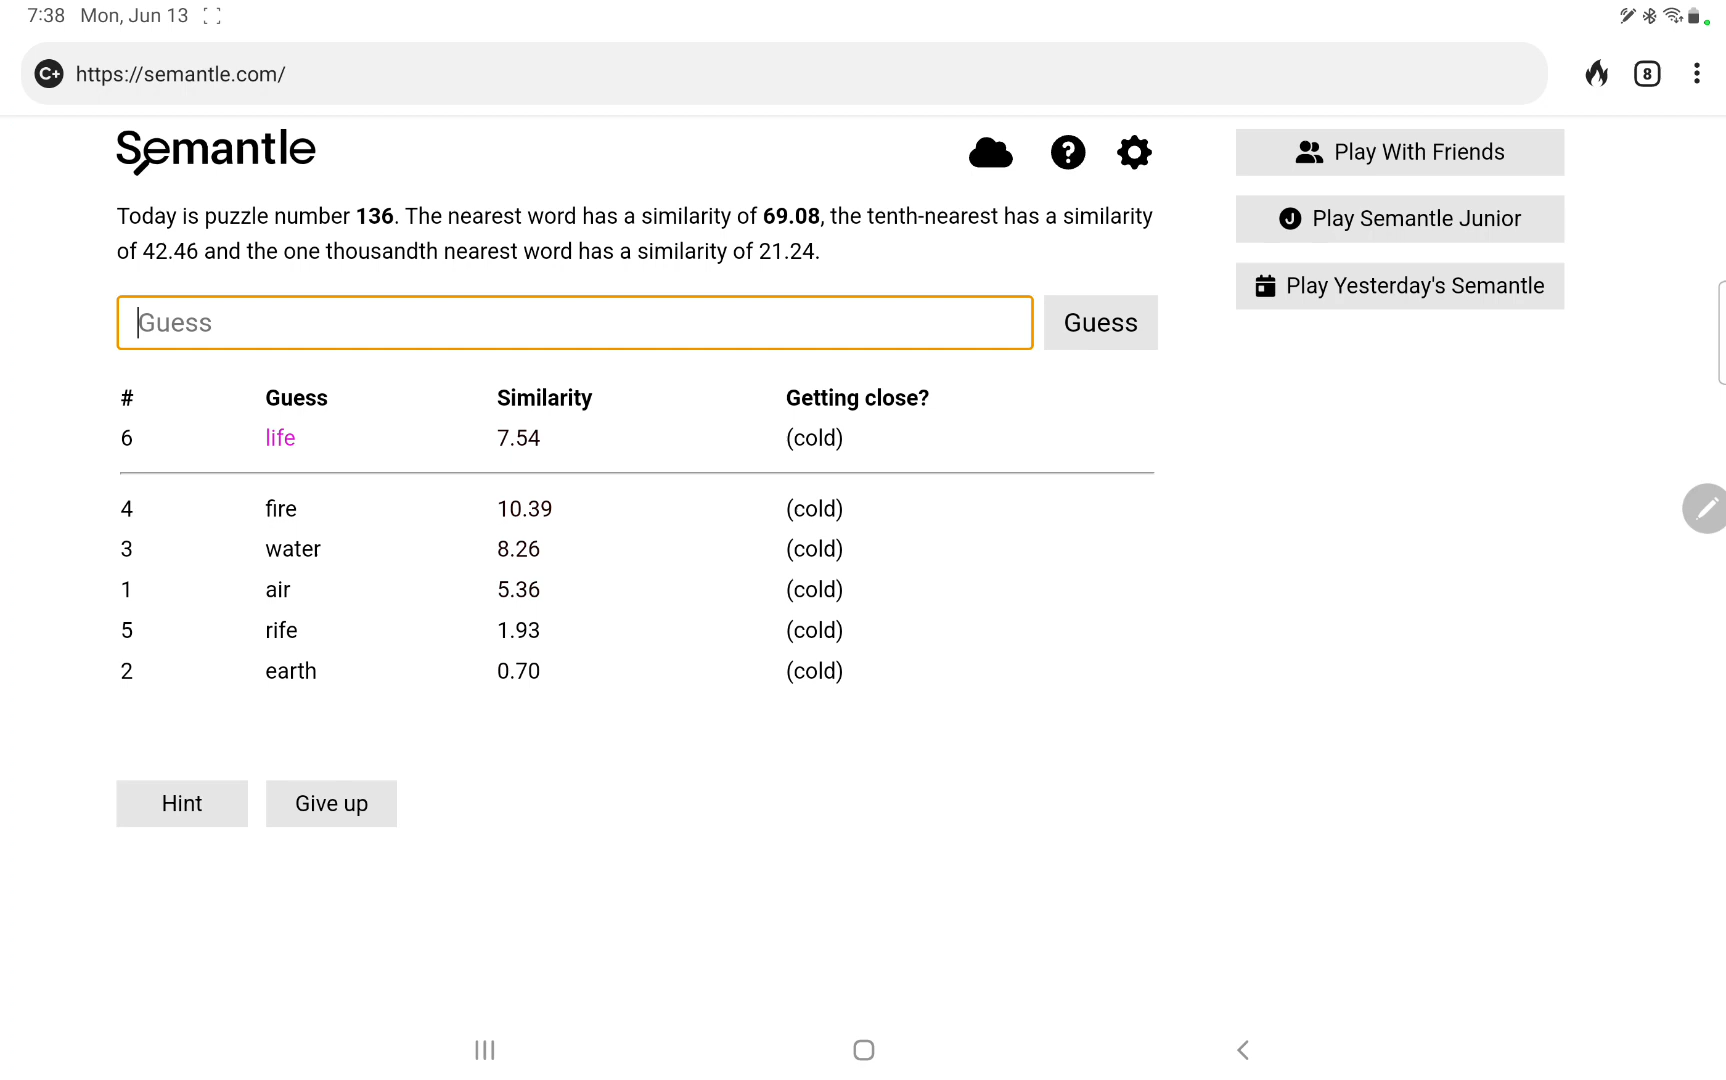 7:38 Mon, Jun 13
C+ https://semantle.com/ 8
Semantle
Today is puzzle number 136. The nearest word has a similarity of 69.08, the tenth-nearest has a similarity
of 42.46 and the one thousandth nearest word has a similarity of 21.24.
Guess Guess
# Guess Similarity Getting close?
6 life 7.54 (cold)
4 fire 10.39 (cold)
3 water 8.26 (cold)
1 air 5.36 (cold)
5 rife 1.93 (cold)
2 earth 0.70 (cold)
Hint Give up
Play With Friends
J Play Semantle Junior
Play Yesterday's Semantle